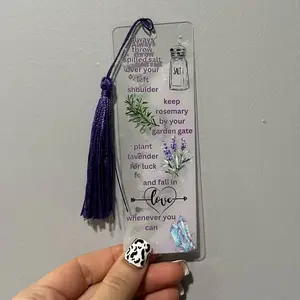 always
throw
spilled salt
over your
left
shoulder
SALT
keep
rosemary
by your
garden gate
plant
lavender
for luck
and fall in
love
whenever you
can